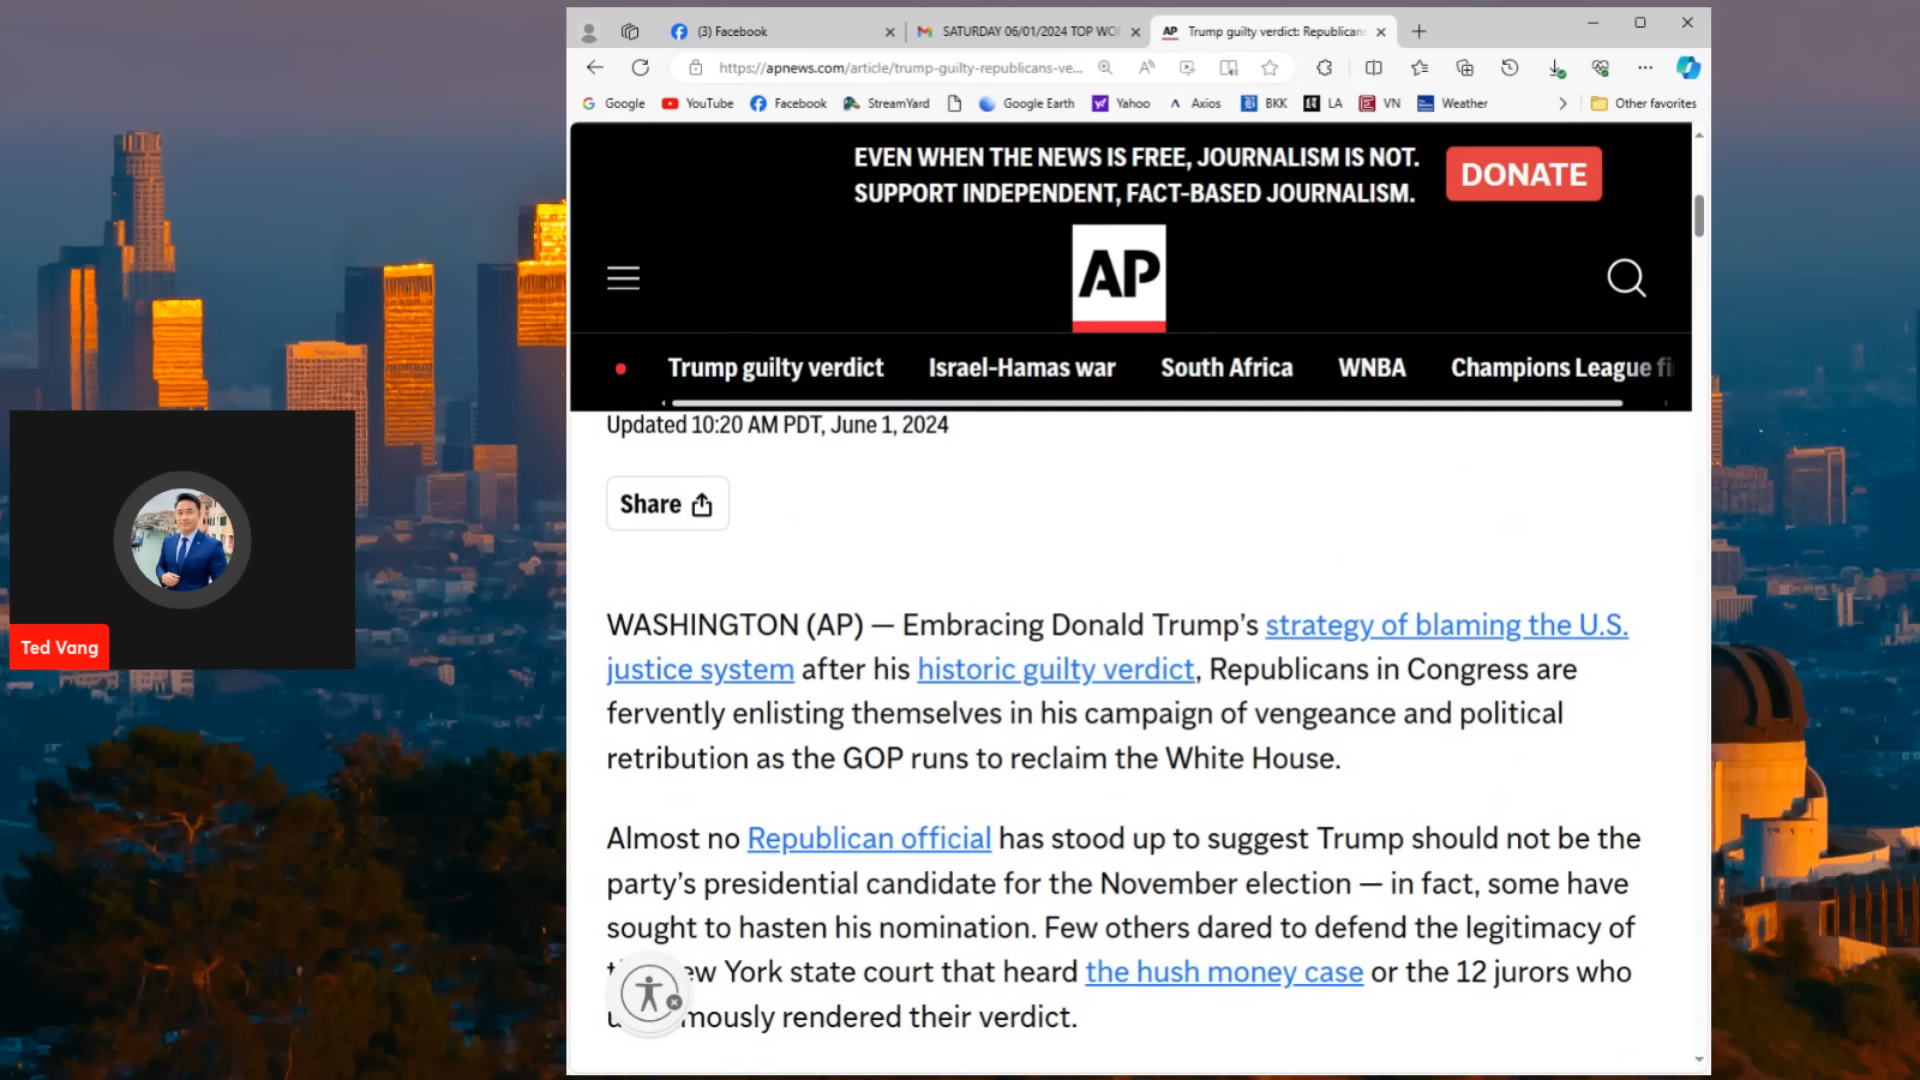 (3) Facebook
SATURDAY 06/01/2024 TOP WO
AP Trump guilty verdict: Republican
https://apnews.com/article/trump-guilty-republicans-ve...
Google YouTube Facebook StreamYard Google Earth Yahoo Axios BKK LA VN Weather Other favorites
EVEN WHEN THE NEWS IS FREE, JOURNALISM IS NOT.
SUPPORT INDEPENDENT, FACT-BASED JOURNALISM.
DONATE
AP
Trump guilty verdict Israel-Hamas war South Africa WNBA Champions League fi
Updated 10:20 AM PDT, June 1, 2024
Share
WASHINGTON (AP) — Embracing Donald Trump’s strategy of blaming the U.S.
justice system after his historic guilty verdict, Republicans in Congress are
fervently enlisting themselves in his campaign of vengeance and political
retribution as the GOP runs to reclaim the White House.
Almost no Republican official has stood up to suggest Trump should not be the
party’s presidential candidate for the November election — in fact, some have
sought to hasten his nomination. Few others dared to defend the legitimacy of
ew York state court that heard the hush money case or the 12 jurors who
mously rendered their verdict.
Ted Vang